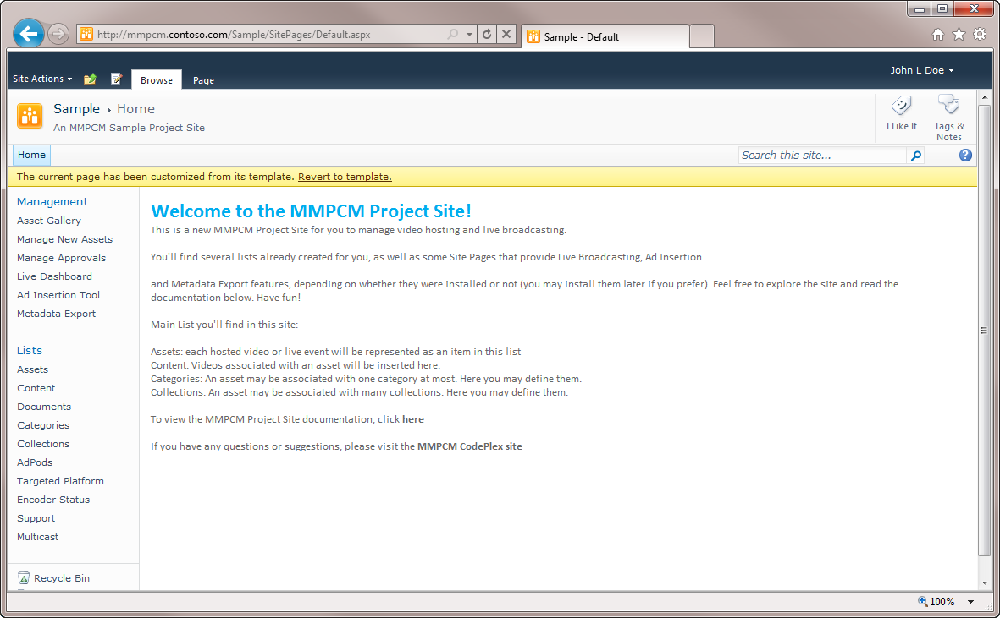 http://mmpcm.contoso.com/Sample/SitePages/Default.aspx
Sample - Default
Site Actions
Browse
Page
John L Doe
Sample
Home
An MMPCM Sample Project Site
I Like It
Tags &
Notes
Home
Search this site...
The current page has been customized from its template. Revert to template.
Management
Asset Gallery
Manage New Assets
Manage Approvals
Live Dashboard
Ad Insertion Tool
Metadata Export
Lists
Assets
Content
Documents
Categories
Collections
AdPods
Targeted Platform
Encoder Status
Support
Multicast
Recycle Bin
Welcome to the MMPCM Project Site!
This is a new MMPCM Project Site for you to manage video hosting and live broadcasting.
You'll find several lists already created for you, as well as some Site Pages that provide Live Broadcasting, Ad Insertion
and Metadata Export features, depending on whether they were installed or not (you may install them later if you prefer). Feel free to explore the site and read the
documentation below. Have fun!
Main List you'll find in this site:
Assets: each hosted video or live event will be represented as an item in this list
Content: Videos associated with an asset will be inserted here.
Categories: An asset may be associated with one category at most. Here you may define them.
Collections: An asset may be associated with many collections. Here you may define them.
To view the MMPCM Project Site documentation, click here
If you have any questions or suggestions, please visit the MMPCM CodePlex site
100%